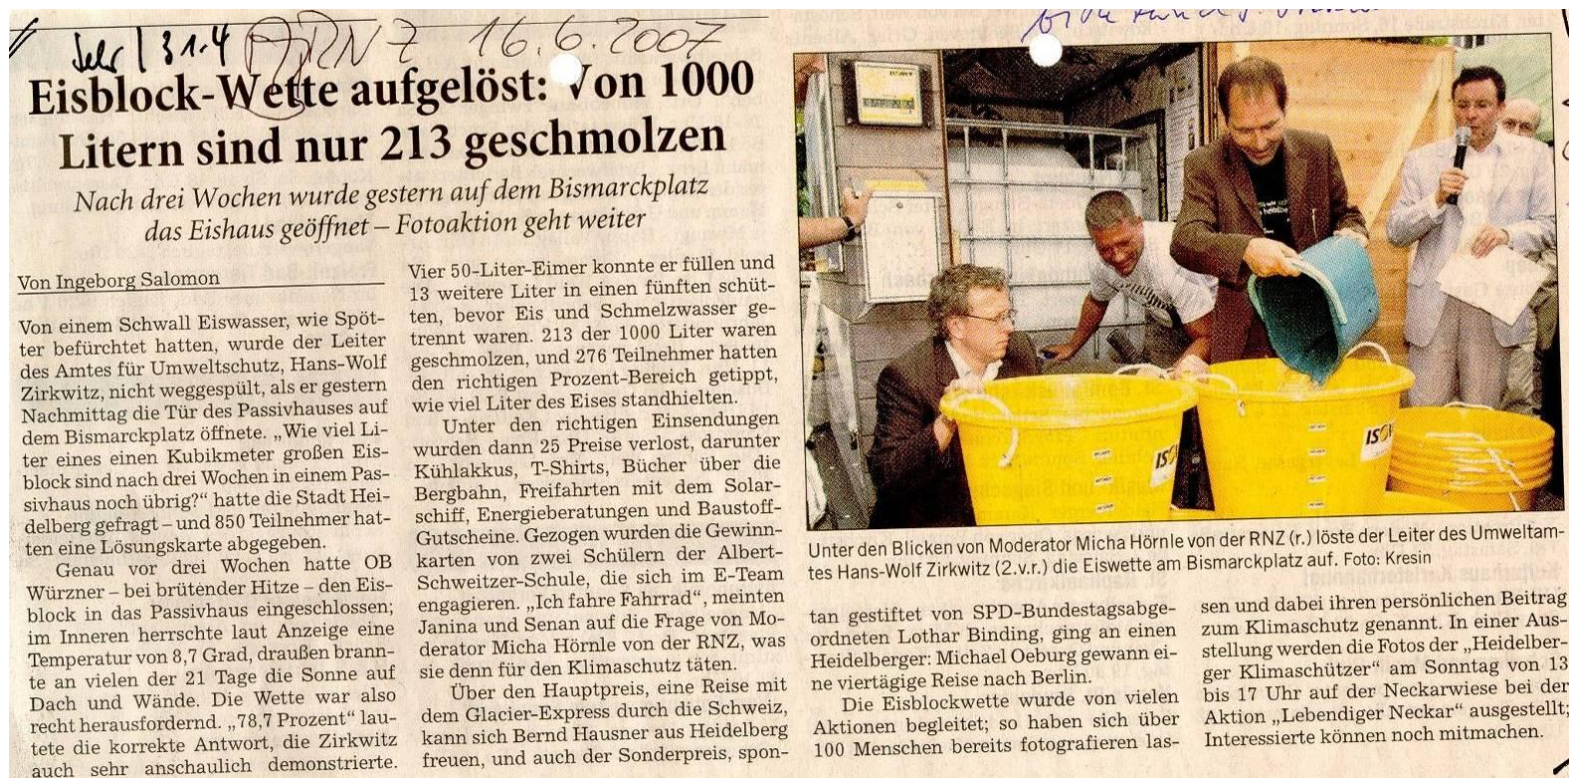 31.4 RNZ 16.6.2007
Eisblock-Wette aufgelöst: Von 1000
Litern sind nur 213 geschmolzen
Nach drei Wochen wurde gestern auf dem Bismarckplatz
das Eishaus geöffnet – Fotoaktion geht weiter
Von Ingeborg Salomon
Von einem Schwall Eiswasser, wie Spöt-
ter befürchtet hatten, wurde der Leiter
des Amtes für Umweltschutz, Hans-Wolf
Zirkwitz, nicht weggespült, als er gestern
Nachmittag die Tür des Passivhauses auf
dem Bismarckplatz öffnete. „Wie viel Li-
ter eines einen Kubikmeter großen Eis-
block sind nach drei Wochen in einem Pas-
sivhaus noch übrig?“ hatte die Stadt Hei-
delberg gefragt – und 850 Teilnehmer hat-
ten eine Lösungskarte abgegeben.
Genau vor drei Wochen hatte OB
Würzner – bei brütender Hitze – den Eis-
block in das Passivhaus eingeschlossen;
im Inneren herrschte laut Anzeige eine
Temperatur von 8,7 Grad, draußen brann-
te an vielen der 21 Tage die Sonne auf
Dach und Wände. Die Wette war also
recht herausfordernd. „78,7 Prozent“ lau-
tete die korrekte Antwort, die Zirkwitz
auch sehr anschaulich demonstrierte.
Vier 50-Liter-Eimer konnte er füllen und
13 weitere Liter in einen fünften schüt-
ten, bevor Eis und Schmelzwasser ge-
trennt waren. 213 der 1000 Liter waren
geschmolzen, und 276 Teilnehmer hatten
den richtigen Prozent-Bereich getippt,
wie viel Liter des Eises standhielten.
Unter den richtigen Einsendungen
wurden dann 25 Preise verlost, darunter
Kühlakkus, T-Shirts, Bücher über die
Bergbahn, Freifahrten mit dem Solar-
schiff, Energieberatungen und Baustoff-
Gutscheine. Gezogen wurden die Gewinn-
karten von zwei Schülern der Albert-
Schweitzer-Schule, die sich im E-Team
engagieren. „Ich fahre Fahrrad“, meinten
Janina und Senan auf die Frage von Mo-
derator Micha Hörnle von der RNZ, was
sie denn für den Klimaschutz täten.
Über den Hauptpreis, eine Reise mit
dem Glacier-Express durch die Schweiz,
kann sich Bernd Hausner aus Heidelberg
freuen, und auch der Sonderpreis, spon-
ISOV
ISOV
Unter den Blicken von Moderator Micha Hörnle von der RNZ (r.) löste der Leiter des Umweltam-
tes Hans-Wolf Zirkwitz (2.v.r.) die Eiswette am Bismarckplatz auf. Foto: Kresin
tan gestiftet von SPD-Bundestagsabge-
ordneten Lothar Binding, ging an einen
Heidelberger: Michael Oeburg gewann ei-
ne viertägige Reise nach Berlin.
Die Eisblockwette wurde von vielen
Aktionen begleitet; so haben sich über
100 Menschen bereits fotografieren las-
sen und dabei ihren persönlichen Beitrag
zum Klimaschutz genannt. In einer Aus-
stellung werden die Fotos der „Heidelber-
ger Klimaschützer“ am Sonntag von 13
bis 17 Uhr auf der Neckarwiese bei der
Aktion „Lebendiger Neckar“ ausgestellt;
Interessierte können noch mitmachen.